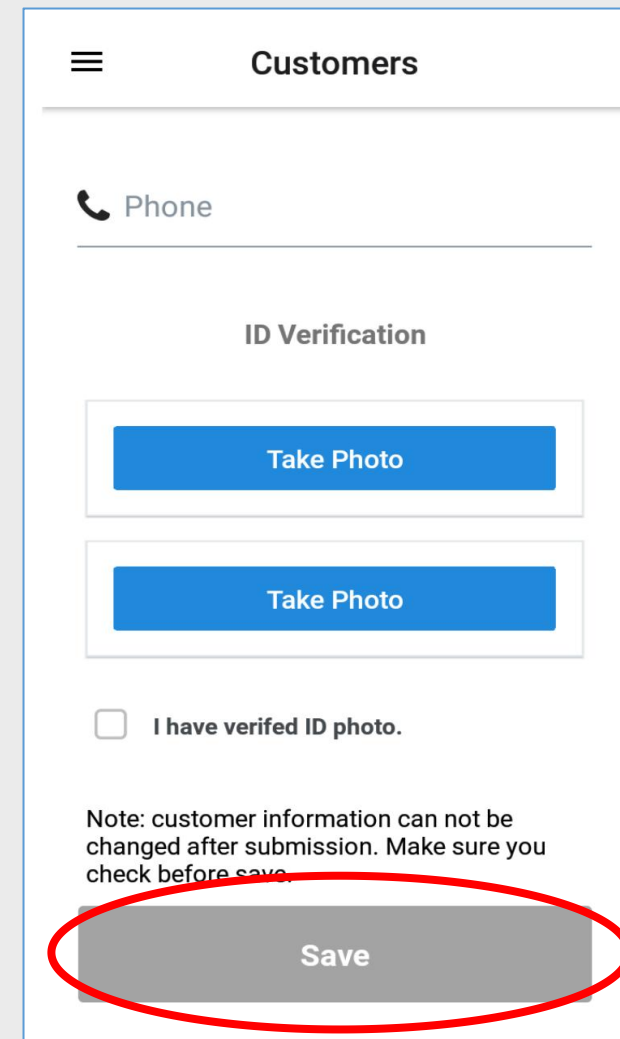 Customers
Phone
ID Verification
Take Photo
Take Photo
I have verifed ID photo.
Note: customer information can not be
changed after submission. Make sure you
check before save.
Save